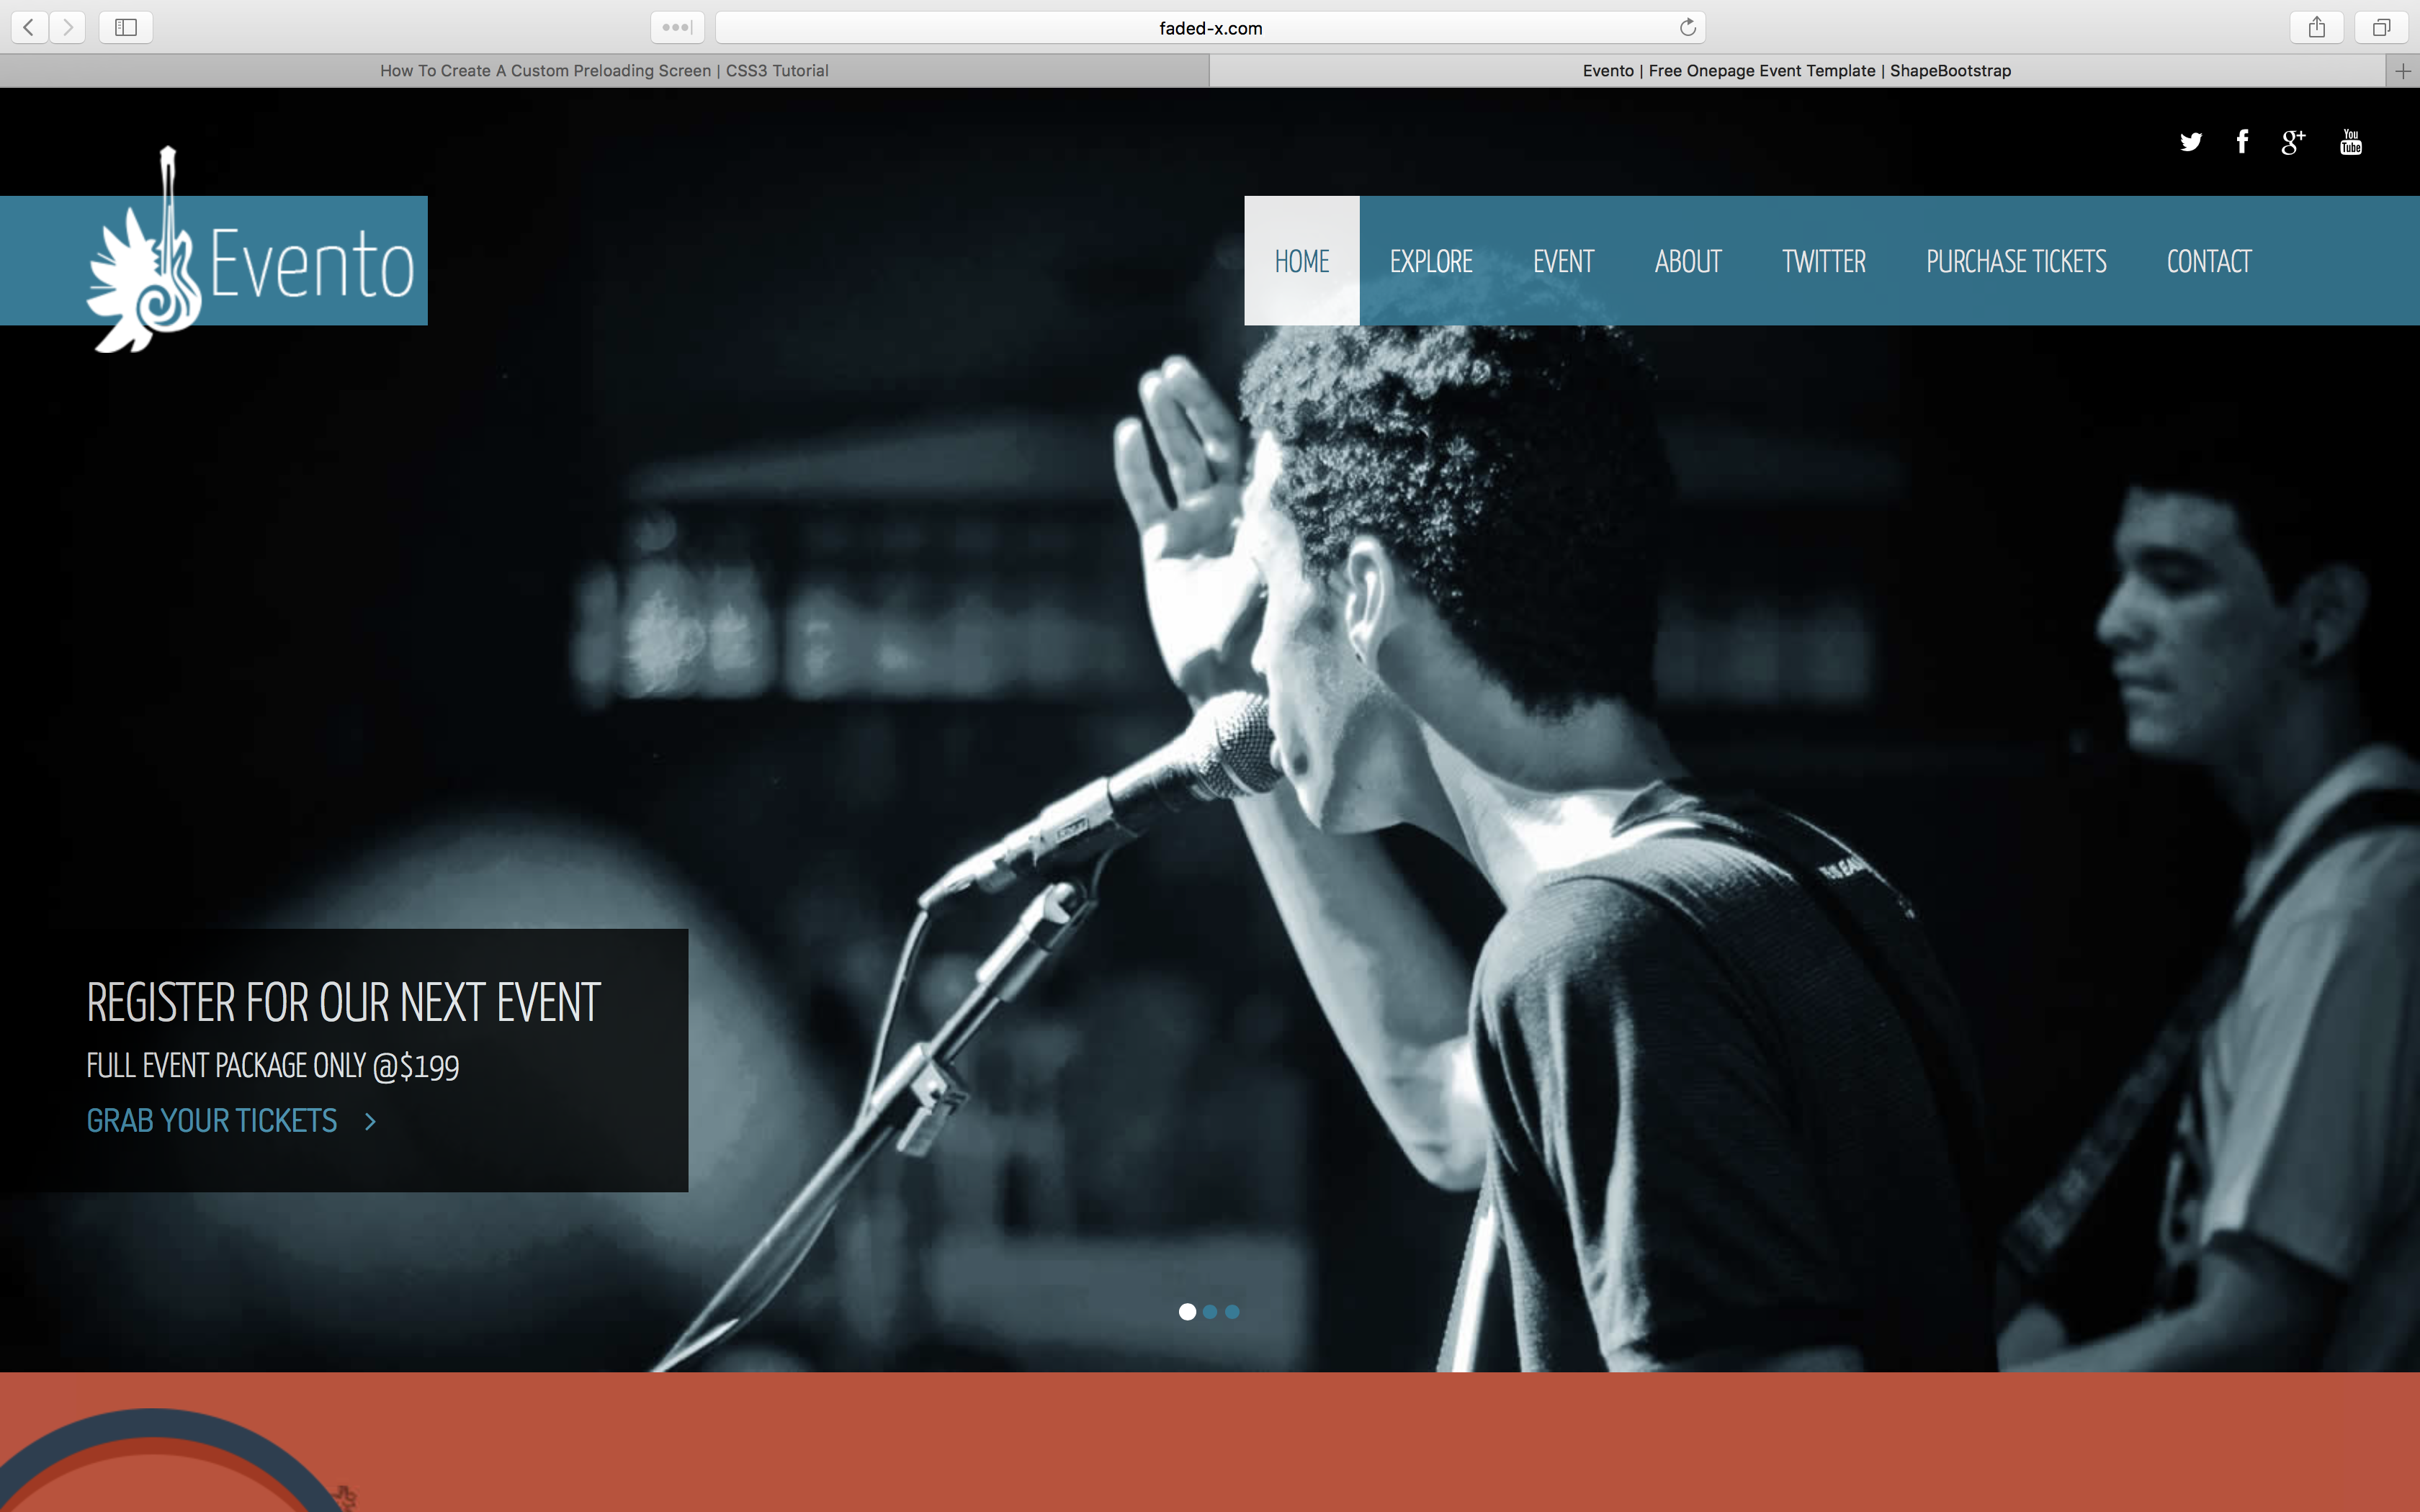 faded-x.com
How To Create A Custom Preloading Screen | CSS3 Tutorial
Evento | Free Onepage Event Template | ShapeBootstrap
You
Tube
Evento
HOME
EXPLORE
EVENT
ABOUT
TWITTER
PURCHASE TICKETS
CONTACT
REGISTER FOR OUR NEXT EVENT
FULL EVENT PACKAGE ONLY @$199
GRAB YOUR TICKETS >